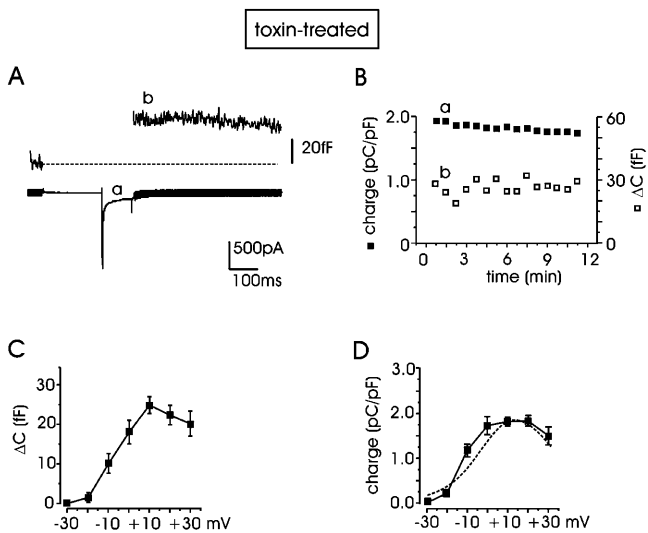 toxin-treated
A
b
20fF
a
500pA
100ms
B
2.0
1.0
0
charge (pC/pF)
a
b
60
30
0
ΔC (fF)
0 3 6 9 12
time (min)
C
30
20
10
0
ΔC (fF)
-30 -10 +10 +30 mV
D
3.0
2.0
1.0
0.0
charge (pC/pF)
-30 -10 +10 +30 mV